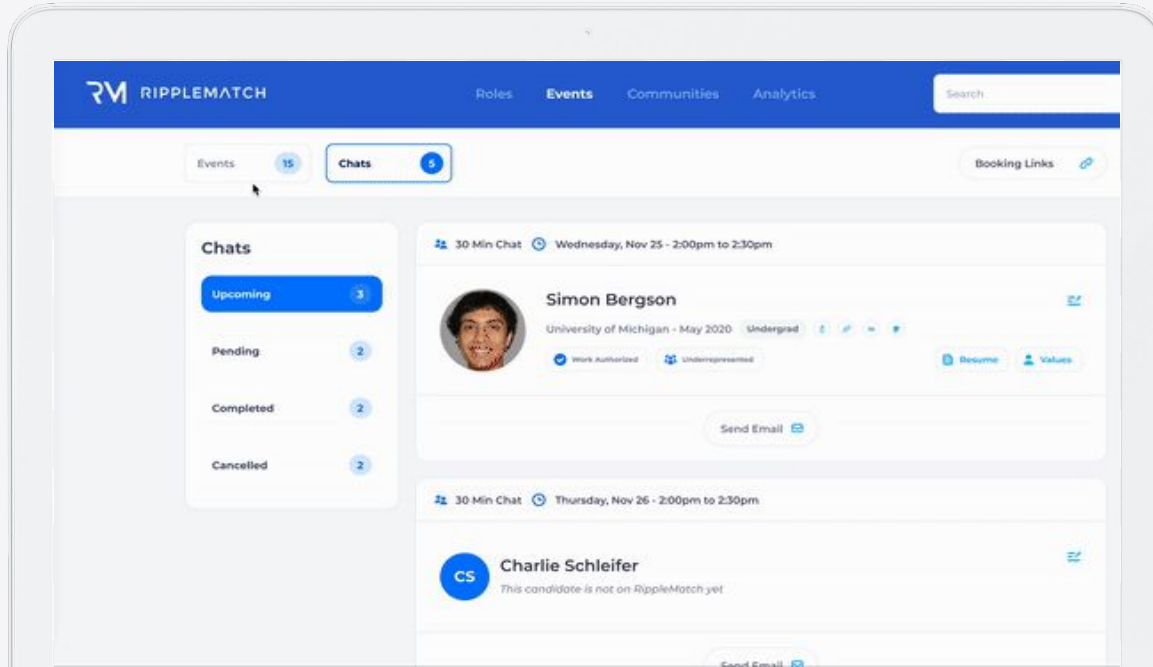 RM RIPPLEMATCH
Roles Events Communities Analytics
Search
Events 15
Chats 5
Booking Links
Chats
Upcoming 3
Pending 2
Completed 2
Cancelled 2
30 Min Chat Wednesday, Nov 25 - 2:00pm to 2:30pm
Simon Bergson
University of Michigan - May 2020 Undergrad
Work Authorized Underrepresented
Resume Values
Send Email
30 Min Chat Thursday, Nov 26 - 2:00pm to 2:30pm
CS
Charlie Schleifer
This candidate is not on RippleMatch yet
Send Email